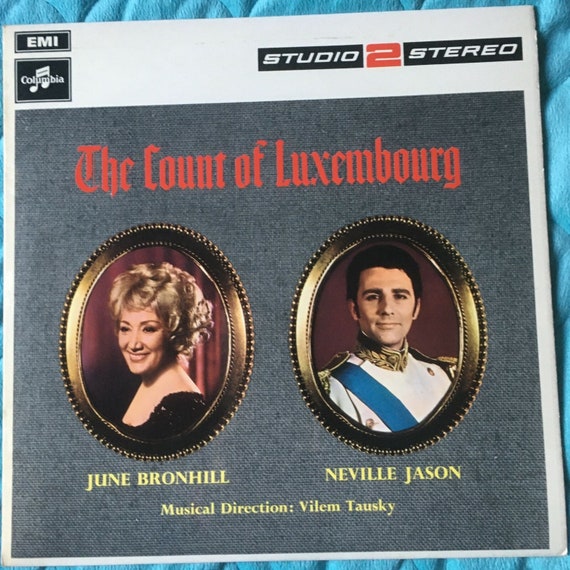 EMI
Columbia
STUDIO 2 STEREO
The Count of Luxembourg
JUNE BRONHILL
NEVILLE JASON
Musical Direction: Vilem Tausky